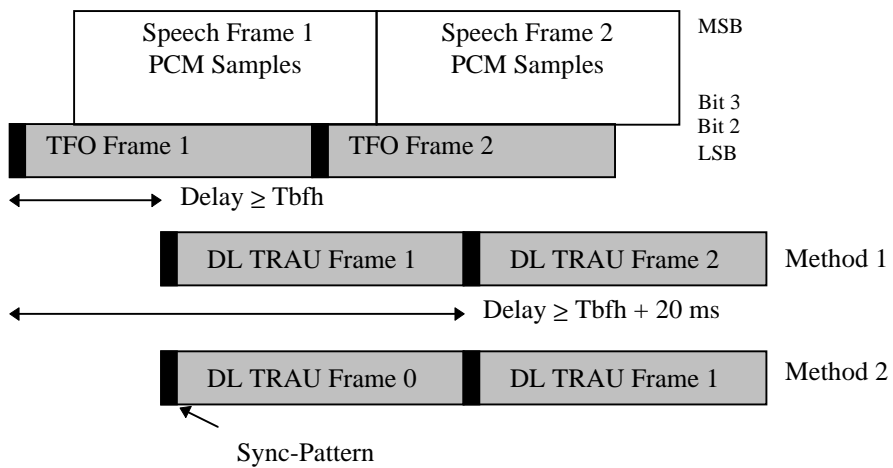 Speech Frame 1
PCM Samples
Speech Frame 2
PCM Samples
MSB
Bit 3
Bit 2
LSB
TFO Frame 1
TFO Frame 2
Delay ≥ Tbfh
DL TRAU Frame 1
DL TRAU Frame 2
Method 1
Delay ≥ Tbfh + 20 ms
DL TRAU Frame 0
DL TRAU Frame 1
Method 2
Sync-Pattern